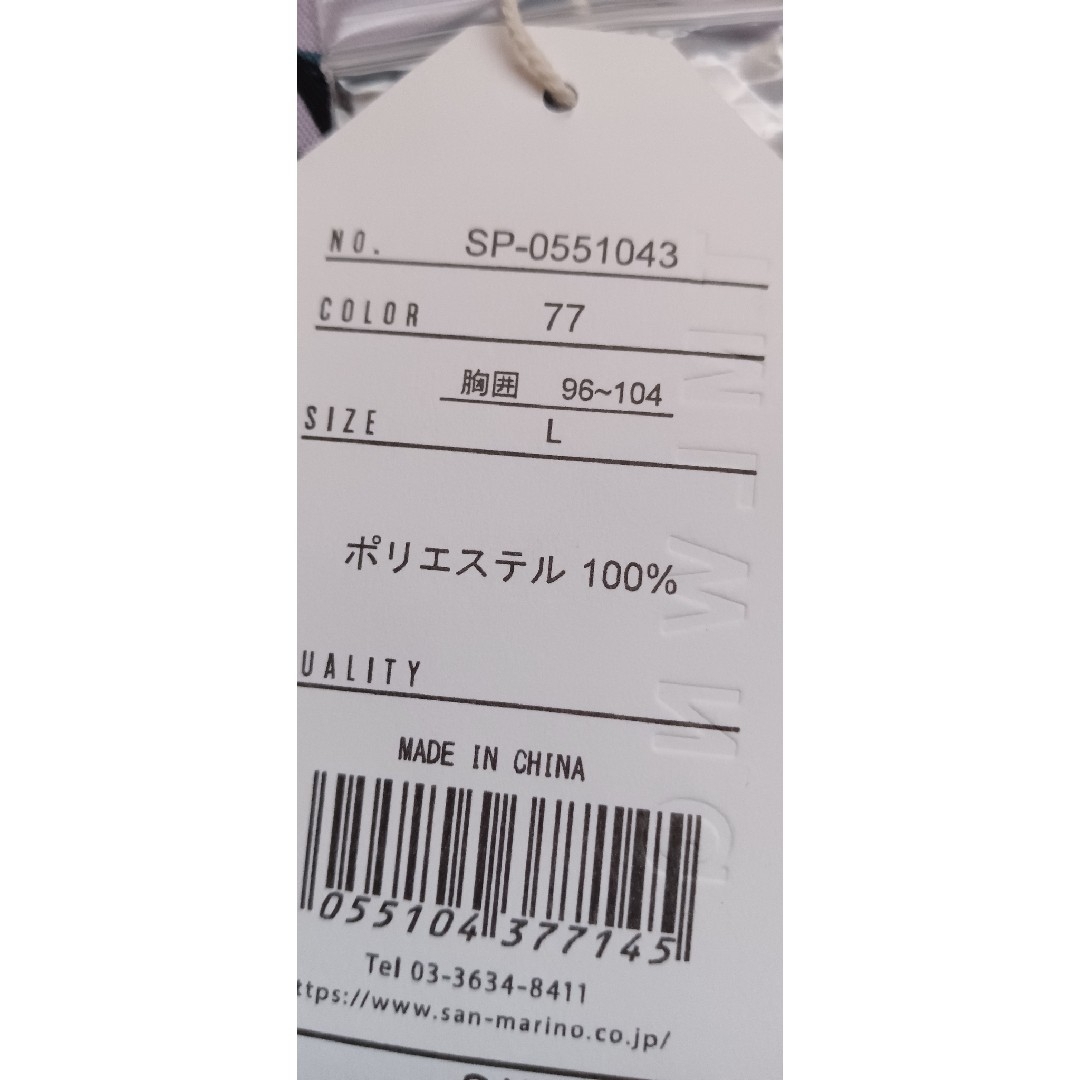 NO. SP-0551043
COLOR 77
胸囲 96~104
SIZE L
ポリエステル 100%
UALITY
MADE IN CHINA
055104 377145
Tel 03-3634-8411
ttps://www.san-marino.co.jp/